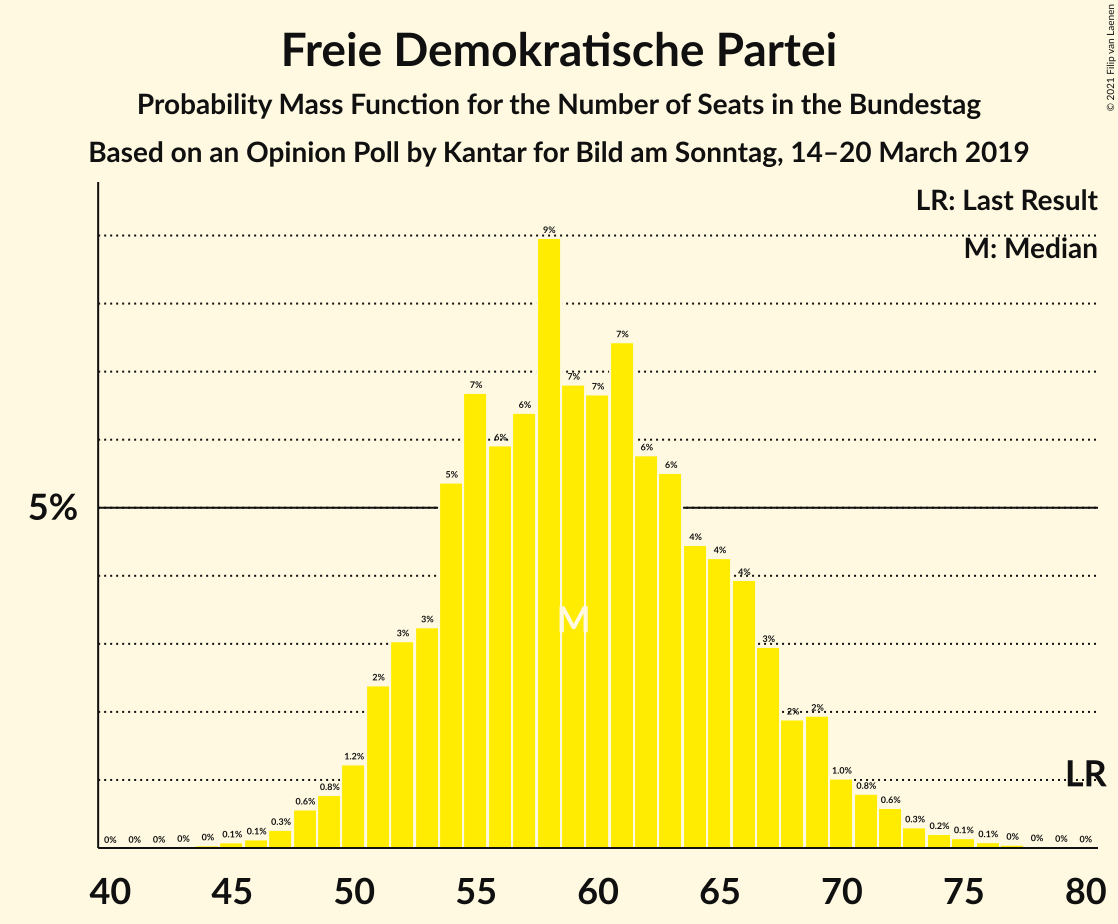 Freie Demokratische Partei
Probability Mass Function for the Number of Seats in the Bundestag
Based on an Opinion Poll by Kantar for Bild am Sonntag, 14–20 March 2019
© 2021 Filip van Laenen
LR: Last Result
M: Median
5%
0% 0% 0% 0% 0% 0.1% 0.1% 0.3% 0.6% 0.8% 1.2% 2% 3% 3% 5% 7% 6% 6% 9% 7% 7% 7% 6% 6% 4% 4% 4% 3% 2% 2% 1.0% 0.8% 0.6% 0.3% 0.2% 0.1% 0.1% 0% 0% 0% 0%
M
LR
40 45 50 55 60 65 70 75 80